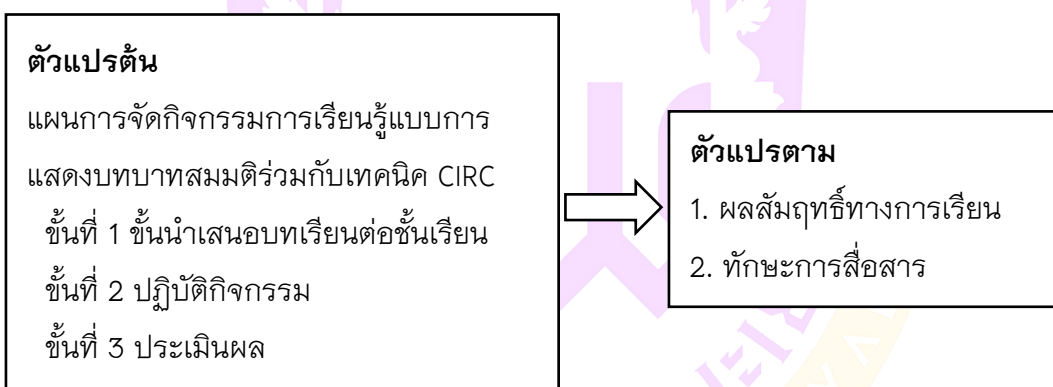 ตัวแปรต้น
แผนการจัดกิจกรรมการเรียนรู้แบบการ
แสดงบทบาทสมมติร่วมกับเทคนิค CIRC
ขั้นที่ 1 ขั้นนำเสนอบทเรียนต่อชั้นเรียน
ขั้นที่ 2 ปฏิบัติกิจกรรม
ขั้นที่ 3 ประเมินผล
ตัวแปรตาม
1. ผลสัมฤทธิ์ทางการเรียน
2. ทักษะการสื่อสาร